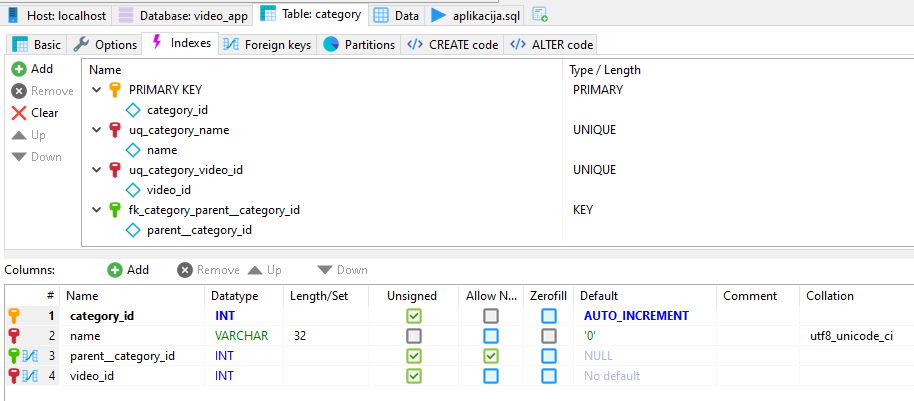 Host: localhost Database: video_app Table: category Data aplikacija.sql
Basic Options Indexes Foreign keys Partitions </> CREATE code </> ALTER code
Add
Remove
Clear
Up
Down
Name Type / Length
PRIMARY KEY PRIMARY
category_id
uq_category_name UNIQUE
name
uq_category_video_id UNIQUE
video_id
fk_category_parent__category_id KEY
parent__category_id
Columns: Add Remove Up Down
# Name Datatype Length/Set Unsigned Allow N... Zerofill Default Comment Collation
1 category_id INT AUTO_INCREMENT
2 name VARCHAR 32 '0' utf8_unicode_ci
3 parent__category_id INT NULL
4 video_id INT No default